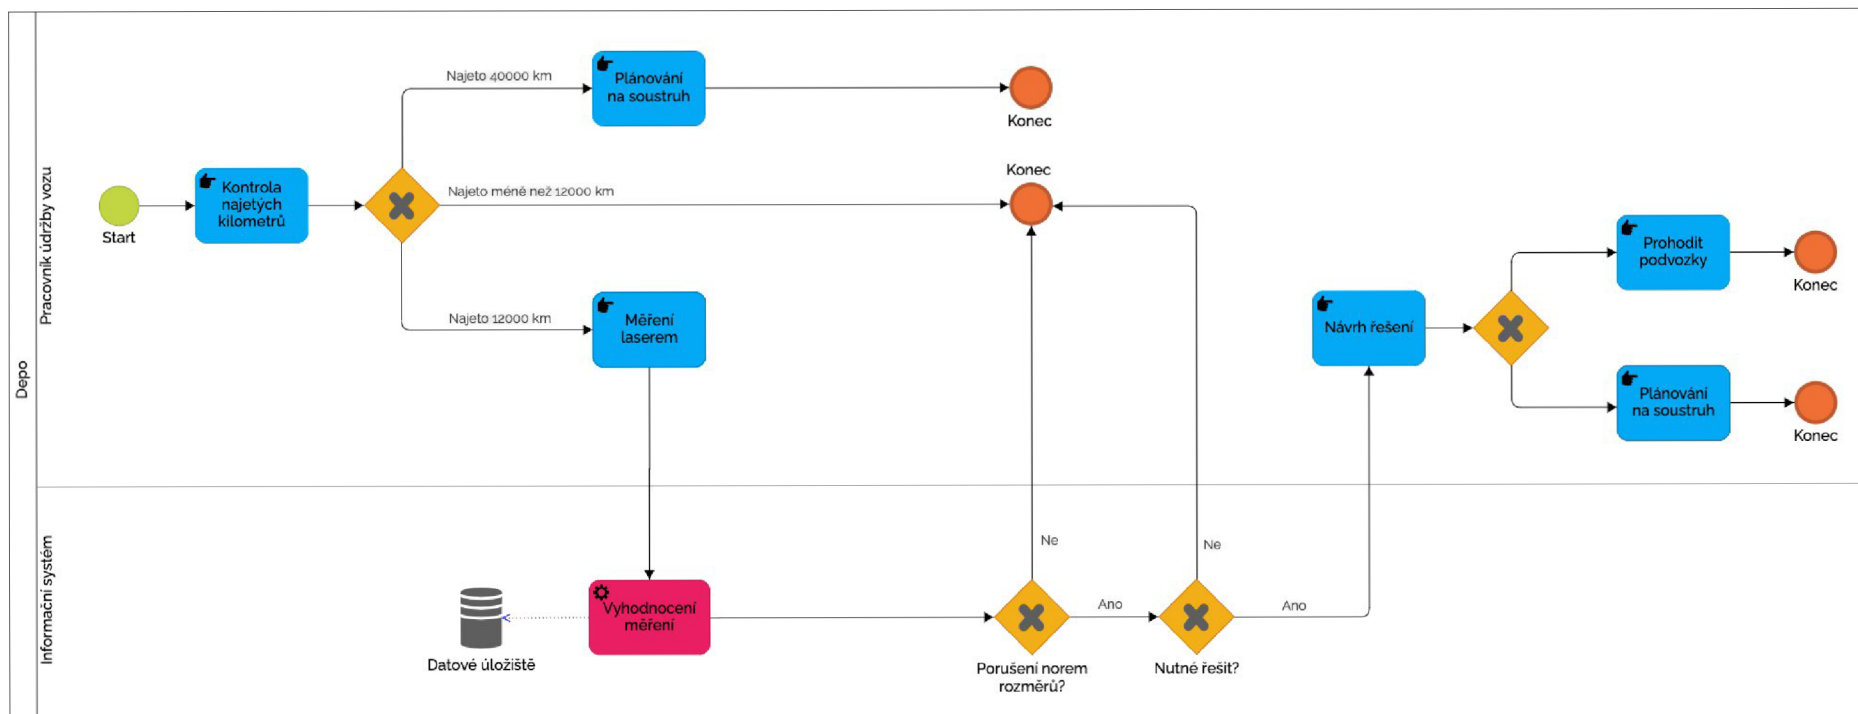 Depo
Pracovník údržby vozu
Informační systém
Start
Kontrola
najetých
kilometrů
Najeto 40000 km
Plánování
na soustruh
Konec
Najeto méně než 12000 km
Konec
Najeto 12000 km
Měření
laserem
Návrh řešení
Prohodit
podvozky
Konec
Plánování
na soustruh
Konec
Datové úložiště
Vyhodnocení
měření
Ne
Ano
Porušení norem
rozměrů?
Ne
Ano
Nutné řešit?